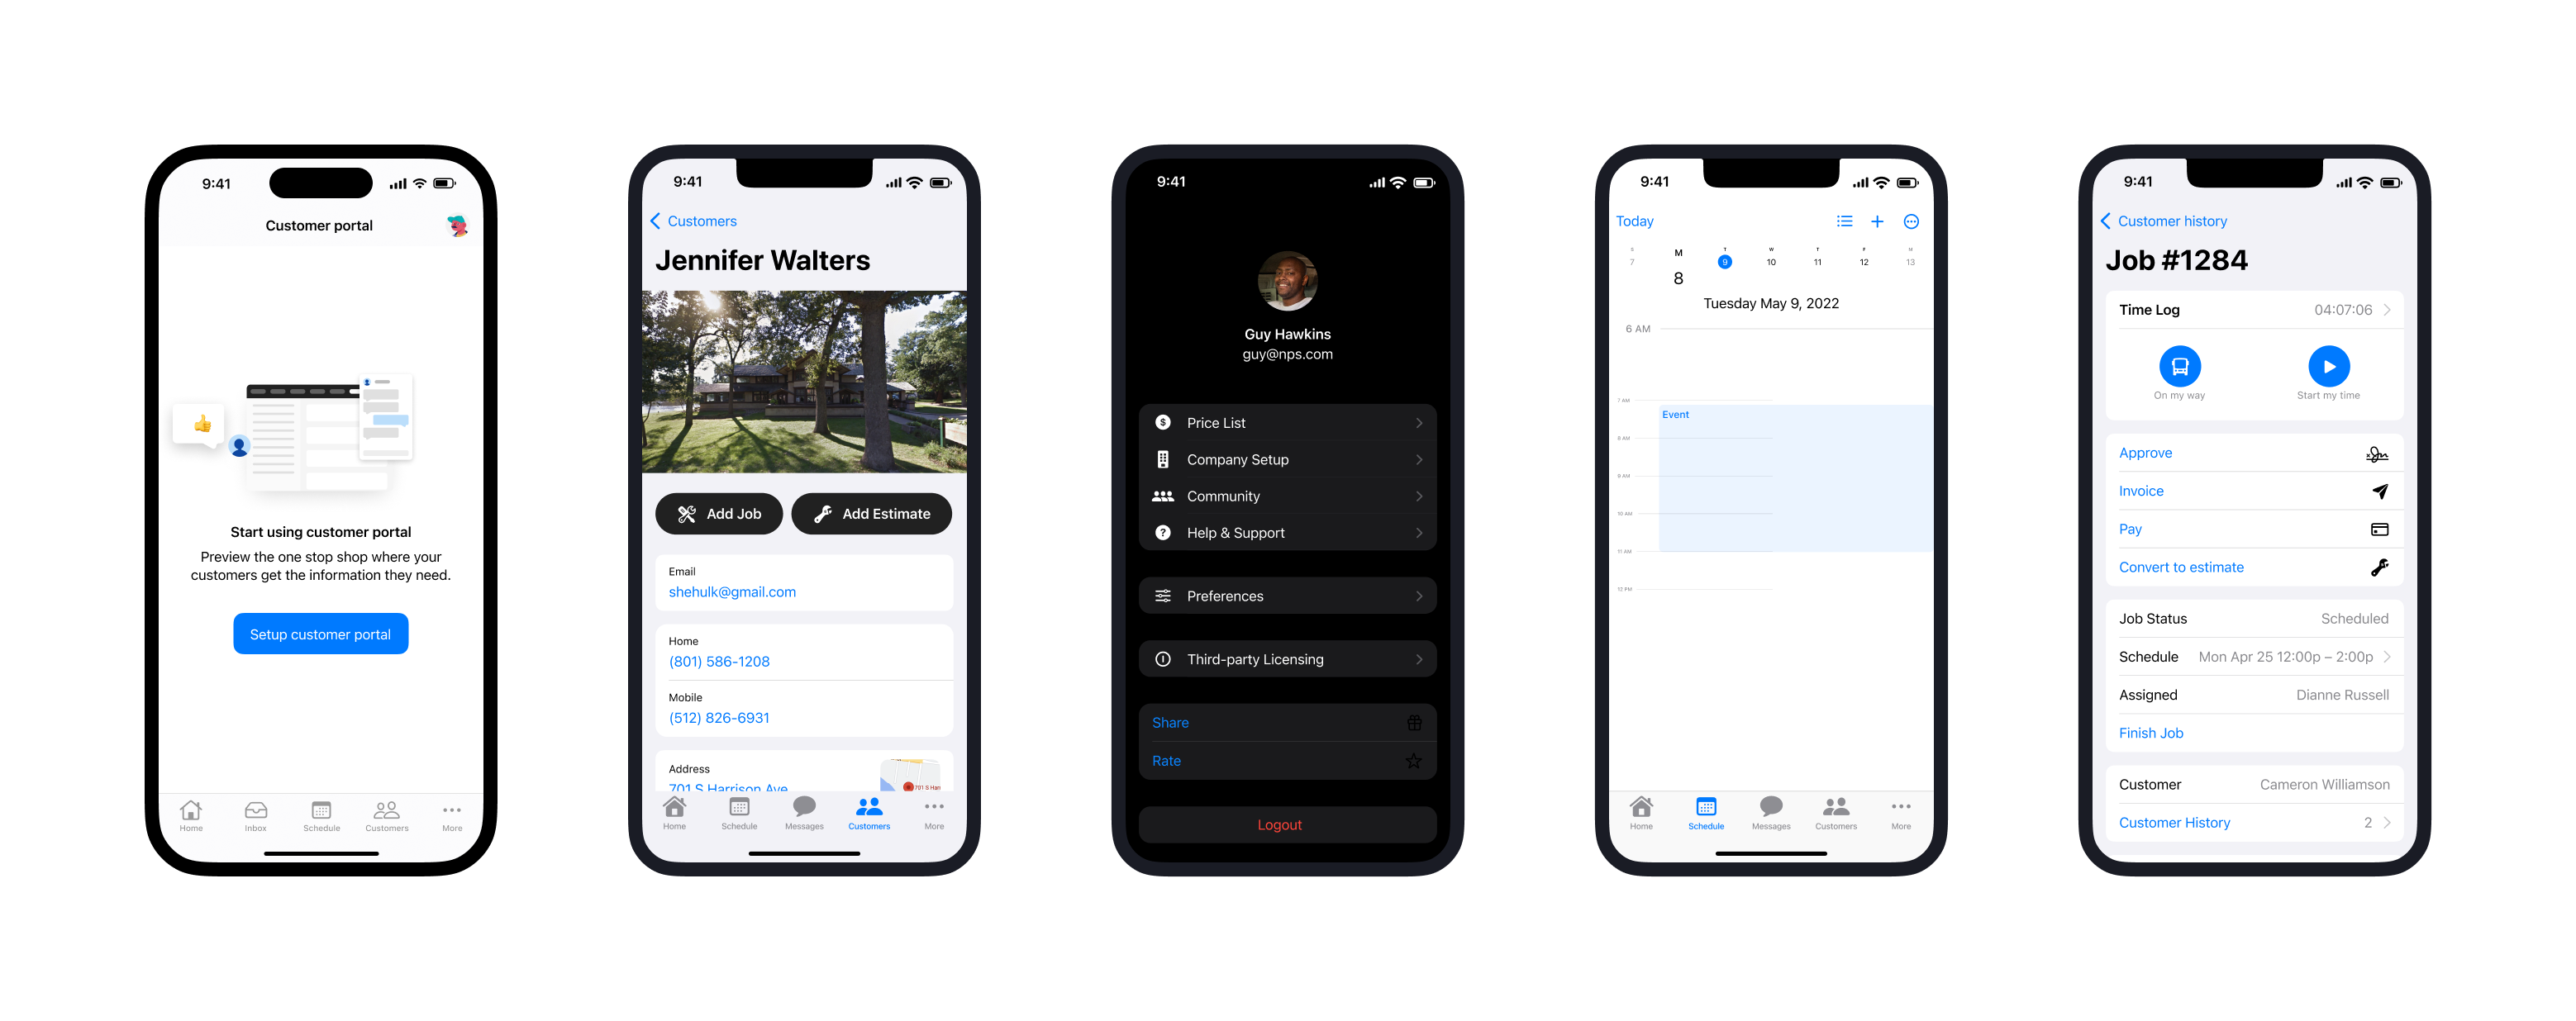 9:41
Customer portal
Start using customer portal
Preview the one stop shop where your
customers get the information they need.
Setup customer portal
Home Inbox Schedule Customers More
9:41
Customers
Jennifer Walters
Add Job Add Estimate
Email
shehulk@gmail.com
Home
(801) 586-1208
Mobile
(512) 826-6931
Address
701 S Harrison Ave
701 S Harr
Home Schedule Messages Customers More
9:41
Guy Hawkins
guy@nps.com
Price List
Company Setup
Community
Help & Support
Preferences
Third-party Licensing
Share
Rate
Logout
9:41
Today
S M T W T F
7 8 9 10 11 12 13
Tuesday May 9, 2022
6 AM
7 AM
Event
8 AM
9 AM
10 AM
11 AM
12 PM
Home Schedule Messages Customers More
9:41
Customer history
Job #1284
Time Log 04:07:06
On my way Start my time
Approve
Invoice
Pay
Convert to estimate
Job Status Scheduled
Schedule Mon Apr 25 12:00p – 2:00p
Assigned Dianne Russell
Finish Job
Customer Cameron Williamson
Customer History 2